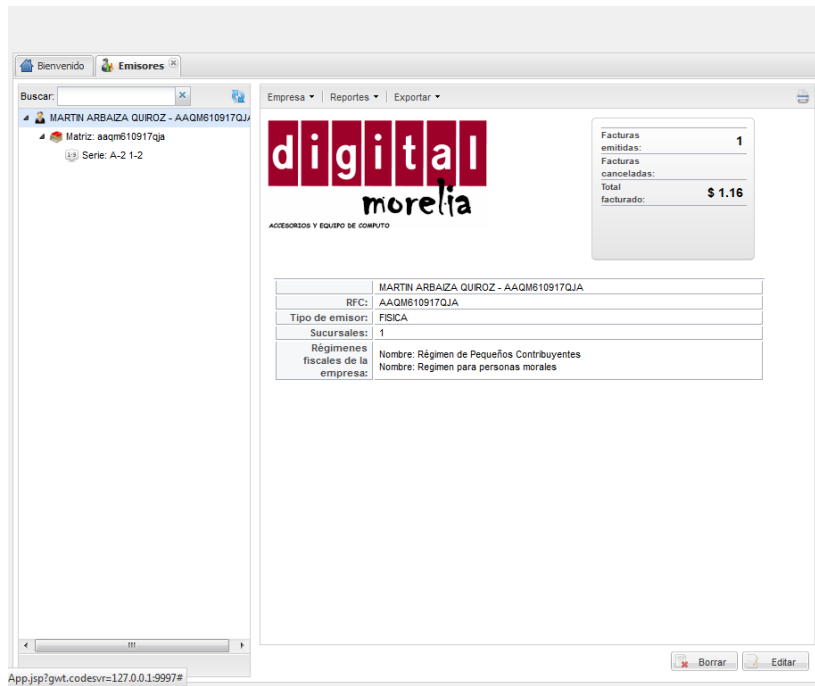 Bienvenido
Emisores
Buscar:
MARTIN ARBAIZA QUIROZ - AAQM610917QJA
Matriz: aaqm610917qja
1-9 Serie: A-2 1-2
Empresa
Reportes
Exportar
digital
morelia
ACCESORIOS Y EQUIPO DE COMPUTO
Facturas
emitidas:
1
Facturas
canceladas:
Total
facturado:
$ 1.16
MARTIN ARBAIZA QUIROZ - AAQM610917QJA
RFC: AAQM610917QJA
Tipo de emisor: FISICA
Sucursales: 1
Régimenes
fiscales de la
empresa:
Nombre: Régimen de Pequeños Contribuyentes
Nombre: Regimen para personas morales
Borrar
Editar
App.jsp?gwt.codesvr=127.0.0.1:9997#